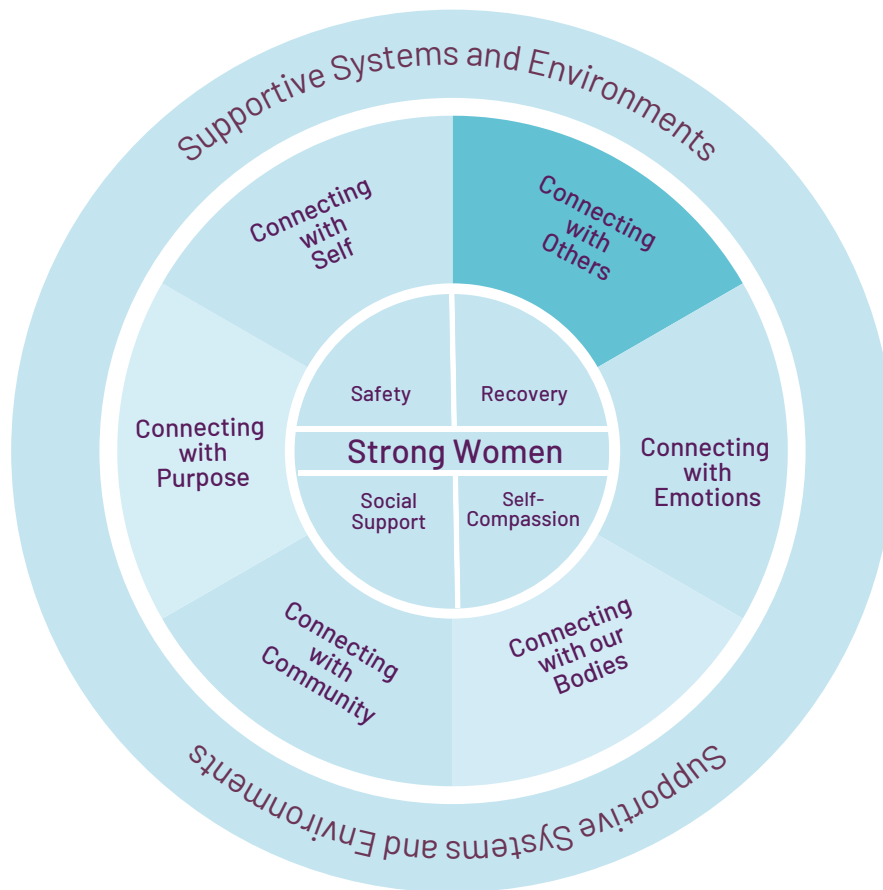 Supportive Systems and Environments
Connecting
with
Self
Connecting
with
Others
Connecting
with
Purpose
Safety
Recovery
Strong Women
Social
Support
Self-
Compassion
Connecting
with
Emotions
Connecting
with
Community
Connecting
with our
Bodies
Supportive Systems and Environments